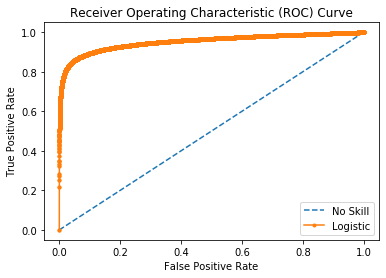 Receiver Operating Characteristic (ROC) Curve
1.0
0.8
0.6
0.4
0.2
0.0
True Positive Rate
0.0 0.2 0.4 0.6 0.8 1.0
False Positive Rate
No Skill
Logistic